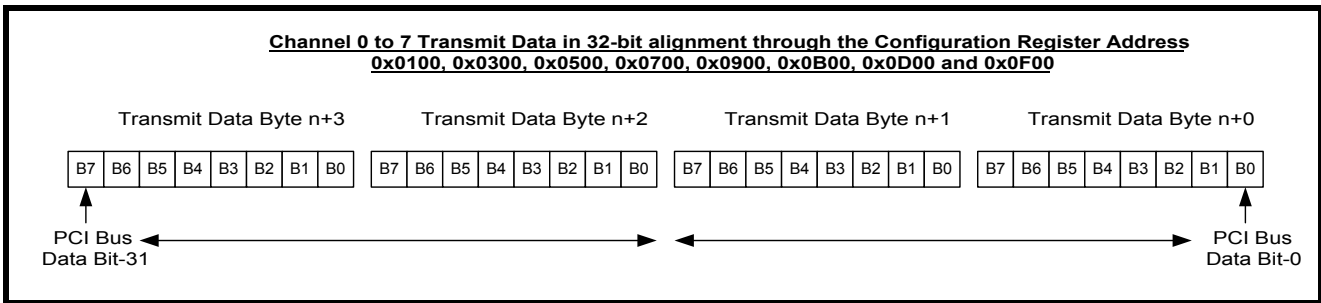 Channel 0 to 7 Transmit Data in 32-bit alignment through the Configuration Register Address
0x0100, 0x0300, 0x0500, 0x0700, 0x0900, 0x0B00, 0x0D00 and 0x0F00
Transmit Data Byte n+3 Transmit Data Byte n+2 Transmit Data Byte n+1 Transmit Data Byte n+0
B7 B6 B5 B4 B3 B2 B1 B0 B7 B6 B5 B4 B3 B2 B1 B0 B7 B6 B5 B4 B3 B2 B1 B0 B7 B6 B5 B4 B3 B2 B1 B0
PCI Bus PCI Bus
Data Bit-31 Data Bit-0